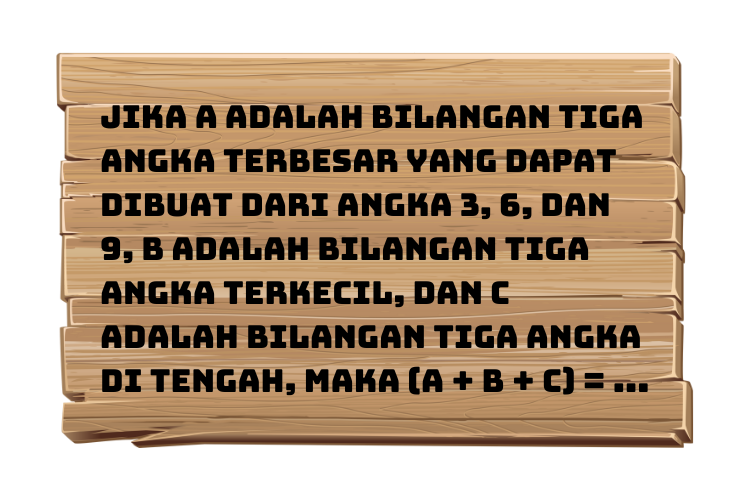 JIKA A ADALAH BILANGAN TIGA
ANGKA TERBESAR YANG DAPAT
DIBUAT DARI ANGKA 3, 6, DAN
9, B ADALAH BILANGAN TIGA
ANGKA TERKECIL, DAN C
ADALAH BILANGAN TIGA ANGKA
DI TENGAH, MAKA (A + B + C) = ...